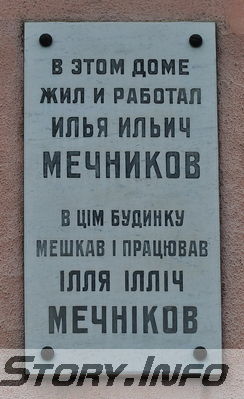 В ЭТОМ ДОМЕ
ЖИЛ И РАБОТАЛ
ИЛЬЯ ИЛЬИЧ
МЕЧНИКОВ
В ЦІМ БУДИНКУ
МЕШКАВ І ПРАЦЮВАВ
ІЛЛЯ ІЛЛІЧ
МЕЧНІКОВ
STORY.INFO